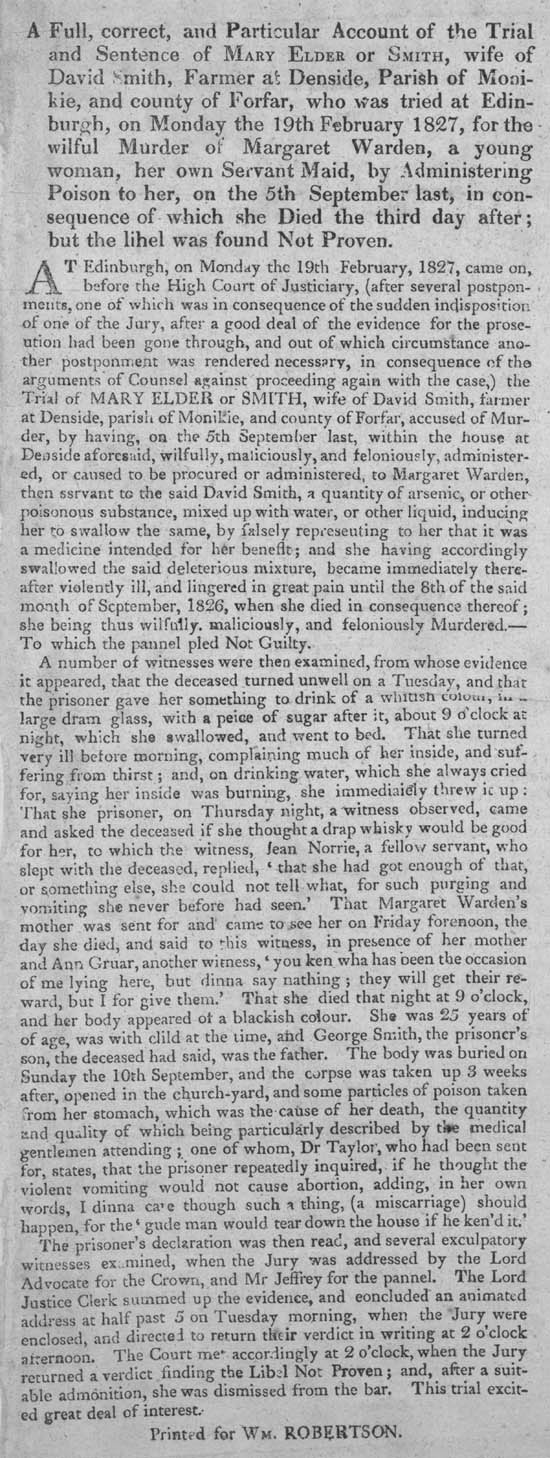 A Full, correct, and Particular Account of the Trial
and Sentence of MARY ELDER or SMITH, wife of
David Smith, Farmer at Denside, Parish of Moni-
kie, and county of Forfar, who was tried at Edin-
burgh, on Monday the 19th February 1827, for the
wilful Murder of Margaret Warden, a young
woman, her own Servant Maid, by Administering
Poison to her, on the 5th September last, in con-
sequence of which she Died the third day after;
but the lihel was found Not Proven.
AT Edinburgh, on Monday the 19th February, 1827, came on,
before the High Court of Justiciary, (after several postpon-
ments, one of which was in consequence of the sudden indisposition
of one of the Jury, after a good deal of the evidence for the prose-
ution had been gone through, and out of which circumstance ano-
ther postponment was rendered necessary, in consequence of the
arguments of Counsel against proceeding again with the case,) the
Trial of MARY ELDER or SMITH, wife of David Smith, farmer
at Denside, parish of Monikie, and county of Forfar, accused of Mur-
der, by having, on the 5th September last, within the house at
Denside aforesaid, wilfully, maliciously, and feloniously, administer-
ed, or caused to be procured or administered, to Margaret Warden,
then ssrvant to the said David Smith, a quantity of arsenic, or other
poisonous substance, mixed up with water, or other liquid, inducing
her to swallow the same, by falsely representing to her that it was
a medicine intended for her benefit; and she having accordingly
swallowed the said deleterious mixture, became immediately there-
after violently ill, and lingered in great pain until the 8th of the said
month of September, 1826, when she died in consequence thereof;
she being thus wilfully. maliciously, and feloniously Murdered.—
To which the pannel pled Not Guilty.
A number of witnesses were then examined, from whose evidence
it appeared, that the deceased turned unwell on a Tuesday, and that
the prisoner gave her something to drink of a whitish colour, in
large dram glass, with a peice of sugar after it, about 9 o'clock at
night, which she swallowed, and went to bed. That she turned
very ill before morning, complaining much of her inside, and suf-
fering from thirst; and, on drinking water, which she always cried
for, saying her inside was burning, she immediately threw it up:
That she prisoner, on Thursday night, a witness observed, came
and asked the deceased if she thought a drap whisky would be good
for her, to which the witness, Jean Norrie, a fellow servant, who
slept with the deceased, replied, ‘ that she had got enough of that,
or something else, she could not tell what, for such purging and
vomiting she never before had seen.’ That Margaret Warden's
mother was sent for and came to see her on Friday forenoon, the
day she died, and said to this witness, in presence of her mother
and Ann Gruar, another witness, ‘ you ken wha has been the occasion
of me lying here, but dinna say nathing; they will get their re-
ward, but I for give them.’ That she died that night at 9 o'clock,
and her body appeared of a blackish colour. She was 25 years of
of age, was with clild at the time, and George Smith, the prisoner's
son, the deceased had said, was the father. The body was buried on
Sunday the 10th September, and the corpse was taken up 3 weeks
after, opened in the church-yard, and some particles of poison taken
from her stomach, which was the cause of her death, the quantity
and quality of which being particularly described by the medical
gentlemen attending; one of whom, Dr Taylor, who had been sent
for, states, that the prisoner repeatedly inquired, if he thought the
violent vomiting would not cause abortion, adding, in her own
words, I dinna care though such a thing, (a miscarriage) should
happen, for the ‘ gude man would tear down the house if he ken'd it.’
The prisoner's declaration was then read, and several exculpatory
witnesses examined, when the Jury was addressed by the Lord
Advocate for the Crown, and Mr Jeffrey for the pannel. The Lord
Justice Clerk summed up the evidence, and eoncluded an animated
address at half past 5 on Tuesday morning, when the Jury were
enclosed, and directed to return their verdict in writing at 2 o'clock
afternoon. The Court met accordingly at 2 o'clock, when the Jury
returned a verdict finding the Libel Not Proven; and, after a suit-
able admonition, she was dismissed from the bar. This trial excit-
ed great deal of interest.
Printed for WM. ROBERTSON.